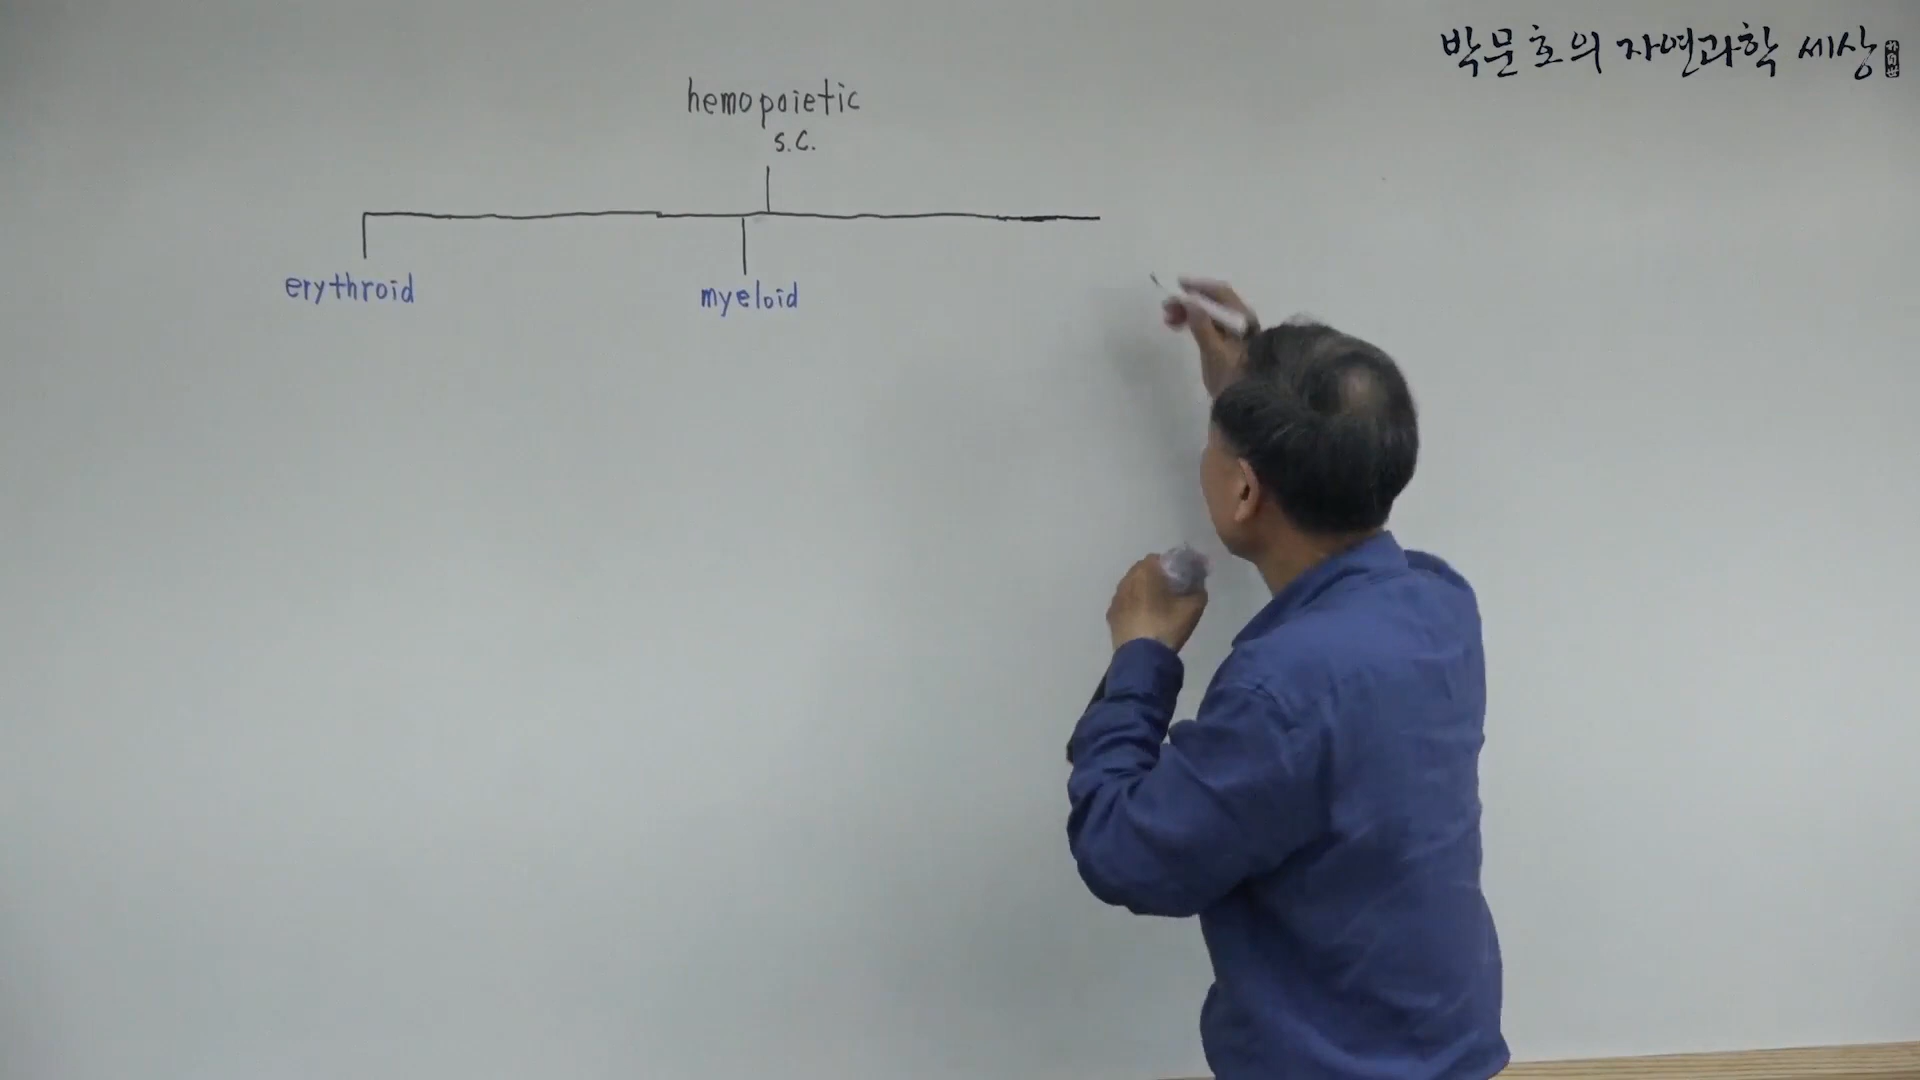 박문호의 자연과학 세상
hemopoietic
s.c.
erythroid
myeloid